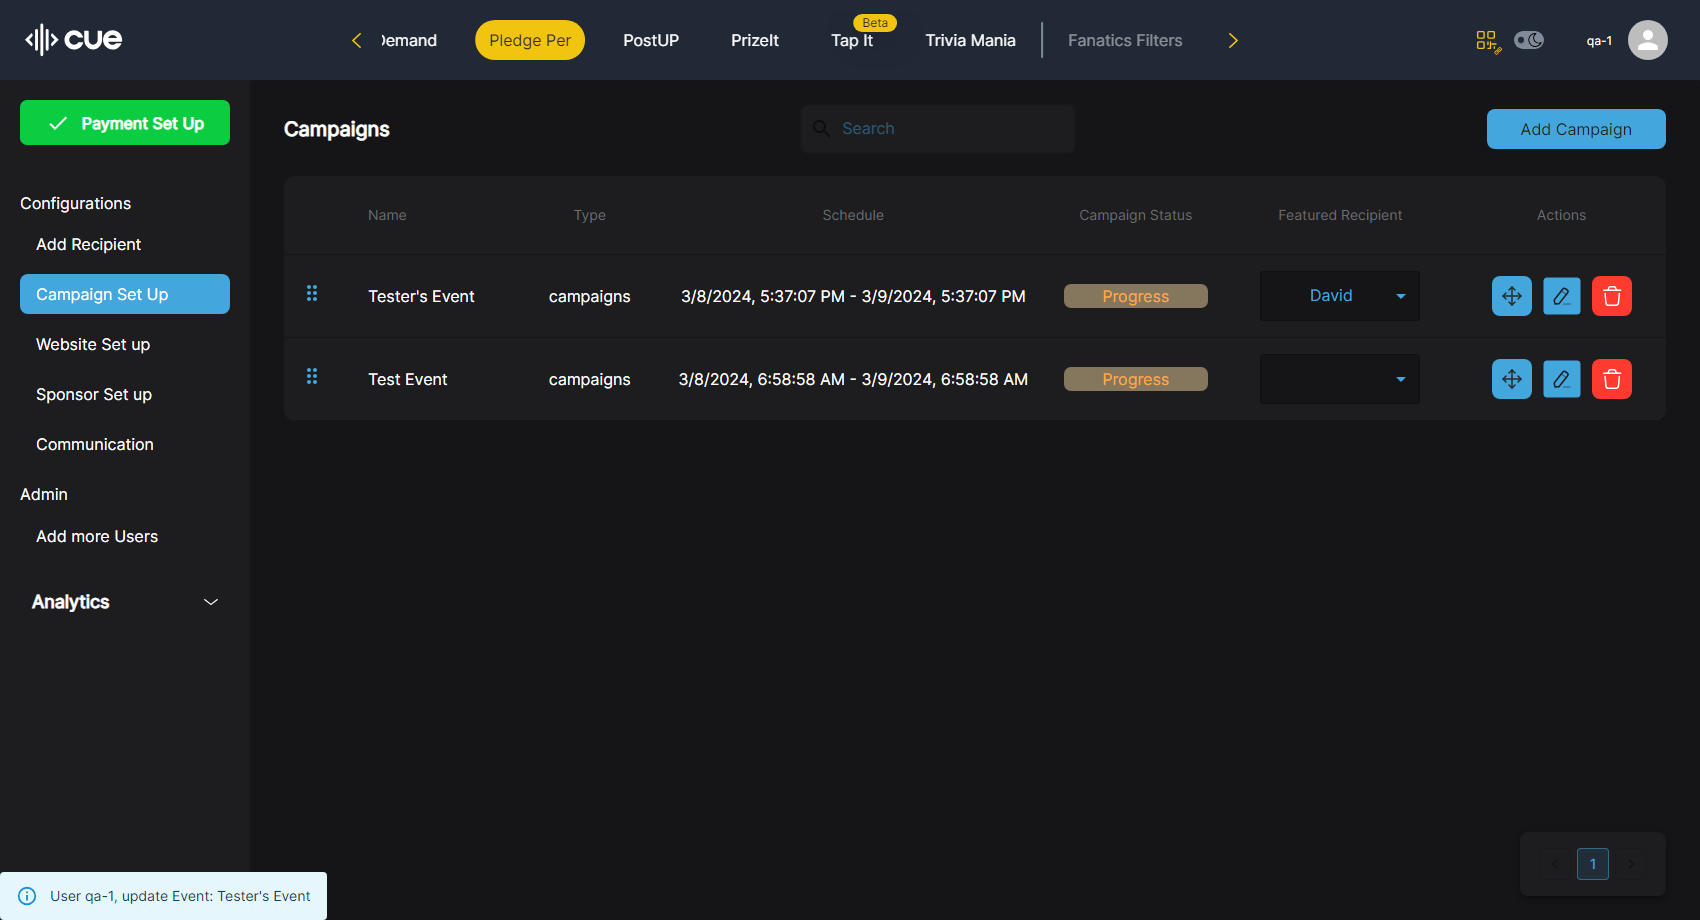 cue
Demand
Pledge Per
PostUP
PrizeIt
Tap It
Beta
Trivia Mania
Fanatics Filters
qa-1
Payment Set Up
Configurations
Add Recipient
Campaign Set Up
Website Set up
Sponsor Set up
Communication
Admin
Add more Users
Analytics
Campaigns
Search
Add Campaign
Name Type Schedule Campaign Status Featured Recipient Actions
Tester's Event campaigns 3/8/2024, 5:37:07 PM - 3/9/2024, 5:37:07 PM Progress David
Test Event campaigns 3/8/2024, 6:58:58 AM - 3/9/2024, 6:58:58 AM Progress
1
User qa-1, update Event: Tester's Event